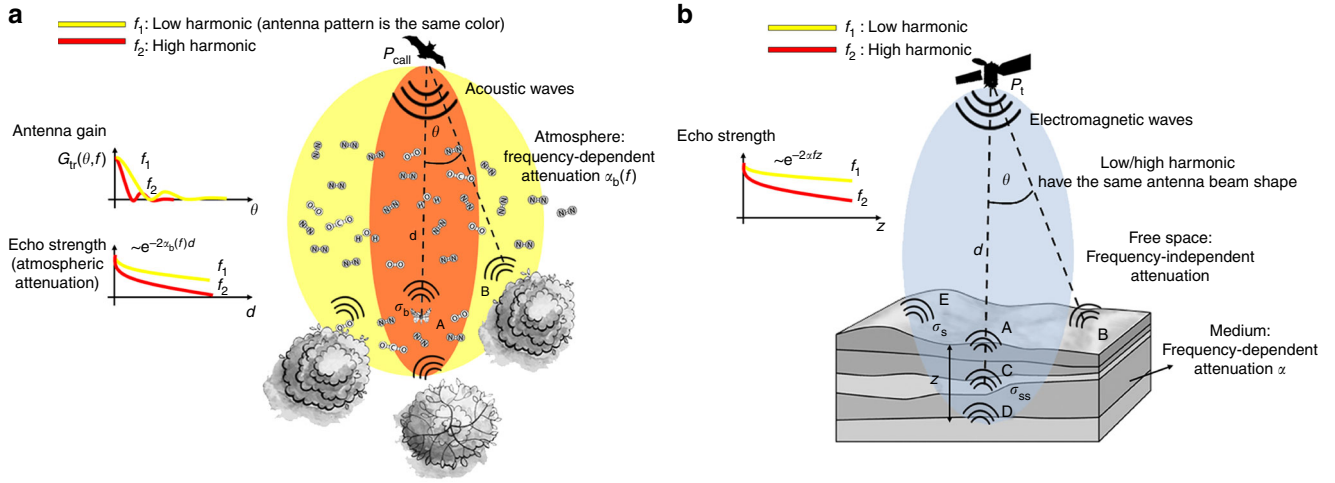 a
f1: Low harmonic (antenna pattern is the same color)
f2: High harmonic
Pcall
Acoustic waves
θ
Atmosphere:
frequency-dependent
attenuation αb(f)
Antenna gain
Gtr(θ,f)
f1
f2
θ
Echo strength
(atmospheric
attenuation)
~e−2αb(f)d
f1
f2
d
d
σb
A
B
N N
O O
O C O
H O H
b
f1 : Low harmonic
f2 : High harmonic
Pt
Electromagnetic waves
Echo strength
~e−2αfz
f1
f2
z
Low/high harmonic
have the same antenna beam shape
θ
d
Free space:
Frequency-independent
attenuation
E
σs
A
B
z
C
σss
D
Medium:
Frequency-dependent
attenuation α